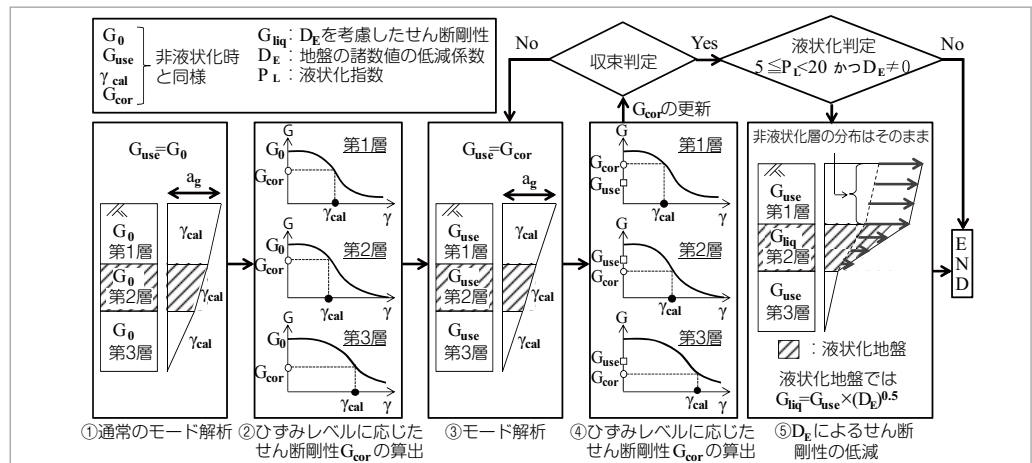 G0
Guse
γcal
Gcor
非液状化時
と同様
Gliq：DEを考慮したせん断剛性
DE：地盤の諸数値の低減係数
PL：液状化指数
No
収束判定
Yes
液状化判定
5≦PL<20 かつDE≠0
No
Gcorの更新
Guse=G0
ag
G0
第1層
γcal
G0
第2層
γcal
G0
第3層
γcal
①通常のモード解析
G
第1層
G0
Gcor
γcal
γ
G
第2層
G0
Gcor
γcal
γ
G
第3層
G0
Gcor
γcal
γ
②ひずみレベルに応じた
せん断剛性Gcorの算出
Guse=Gcor
ag
Guse
第1層
γcal
Guse
第2層
γcal
Guse
第3層
γcal
③モード解析
G
第1層
G0
Gcor
Guse
γcal
γ
G
第2層
G0
Guse
Gcor
γcal
γ
G
第3層
G0
Guse
Gcor
γcal
γ
④ひずみレベルに応じた
せん断剛性Gcorの算出
非液状化層の分布はそのまま
Guse
第1層
Gliq
第2層
Guse
第3層
：液状化地盤
液状化地盤では
Gliq=Guse×(DE)0.5
⑤DEによるせん断
剛性の低減
END